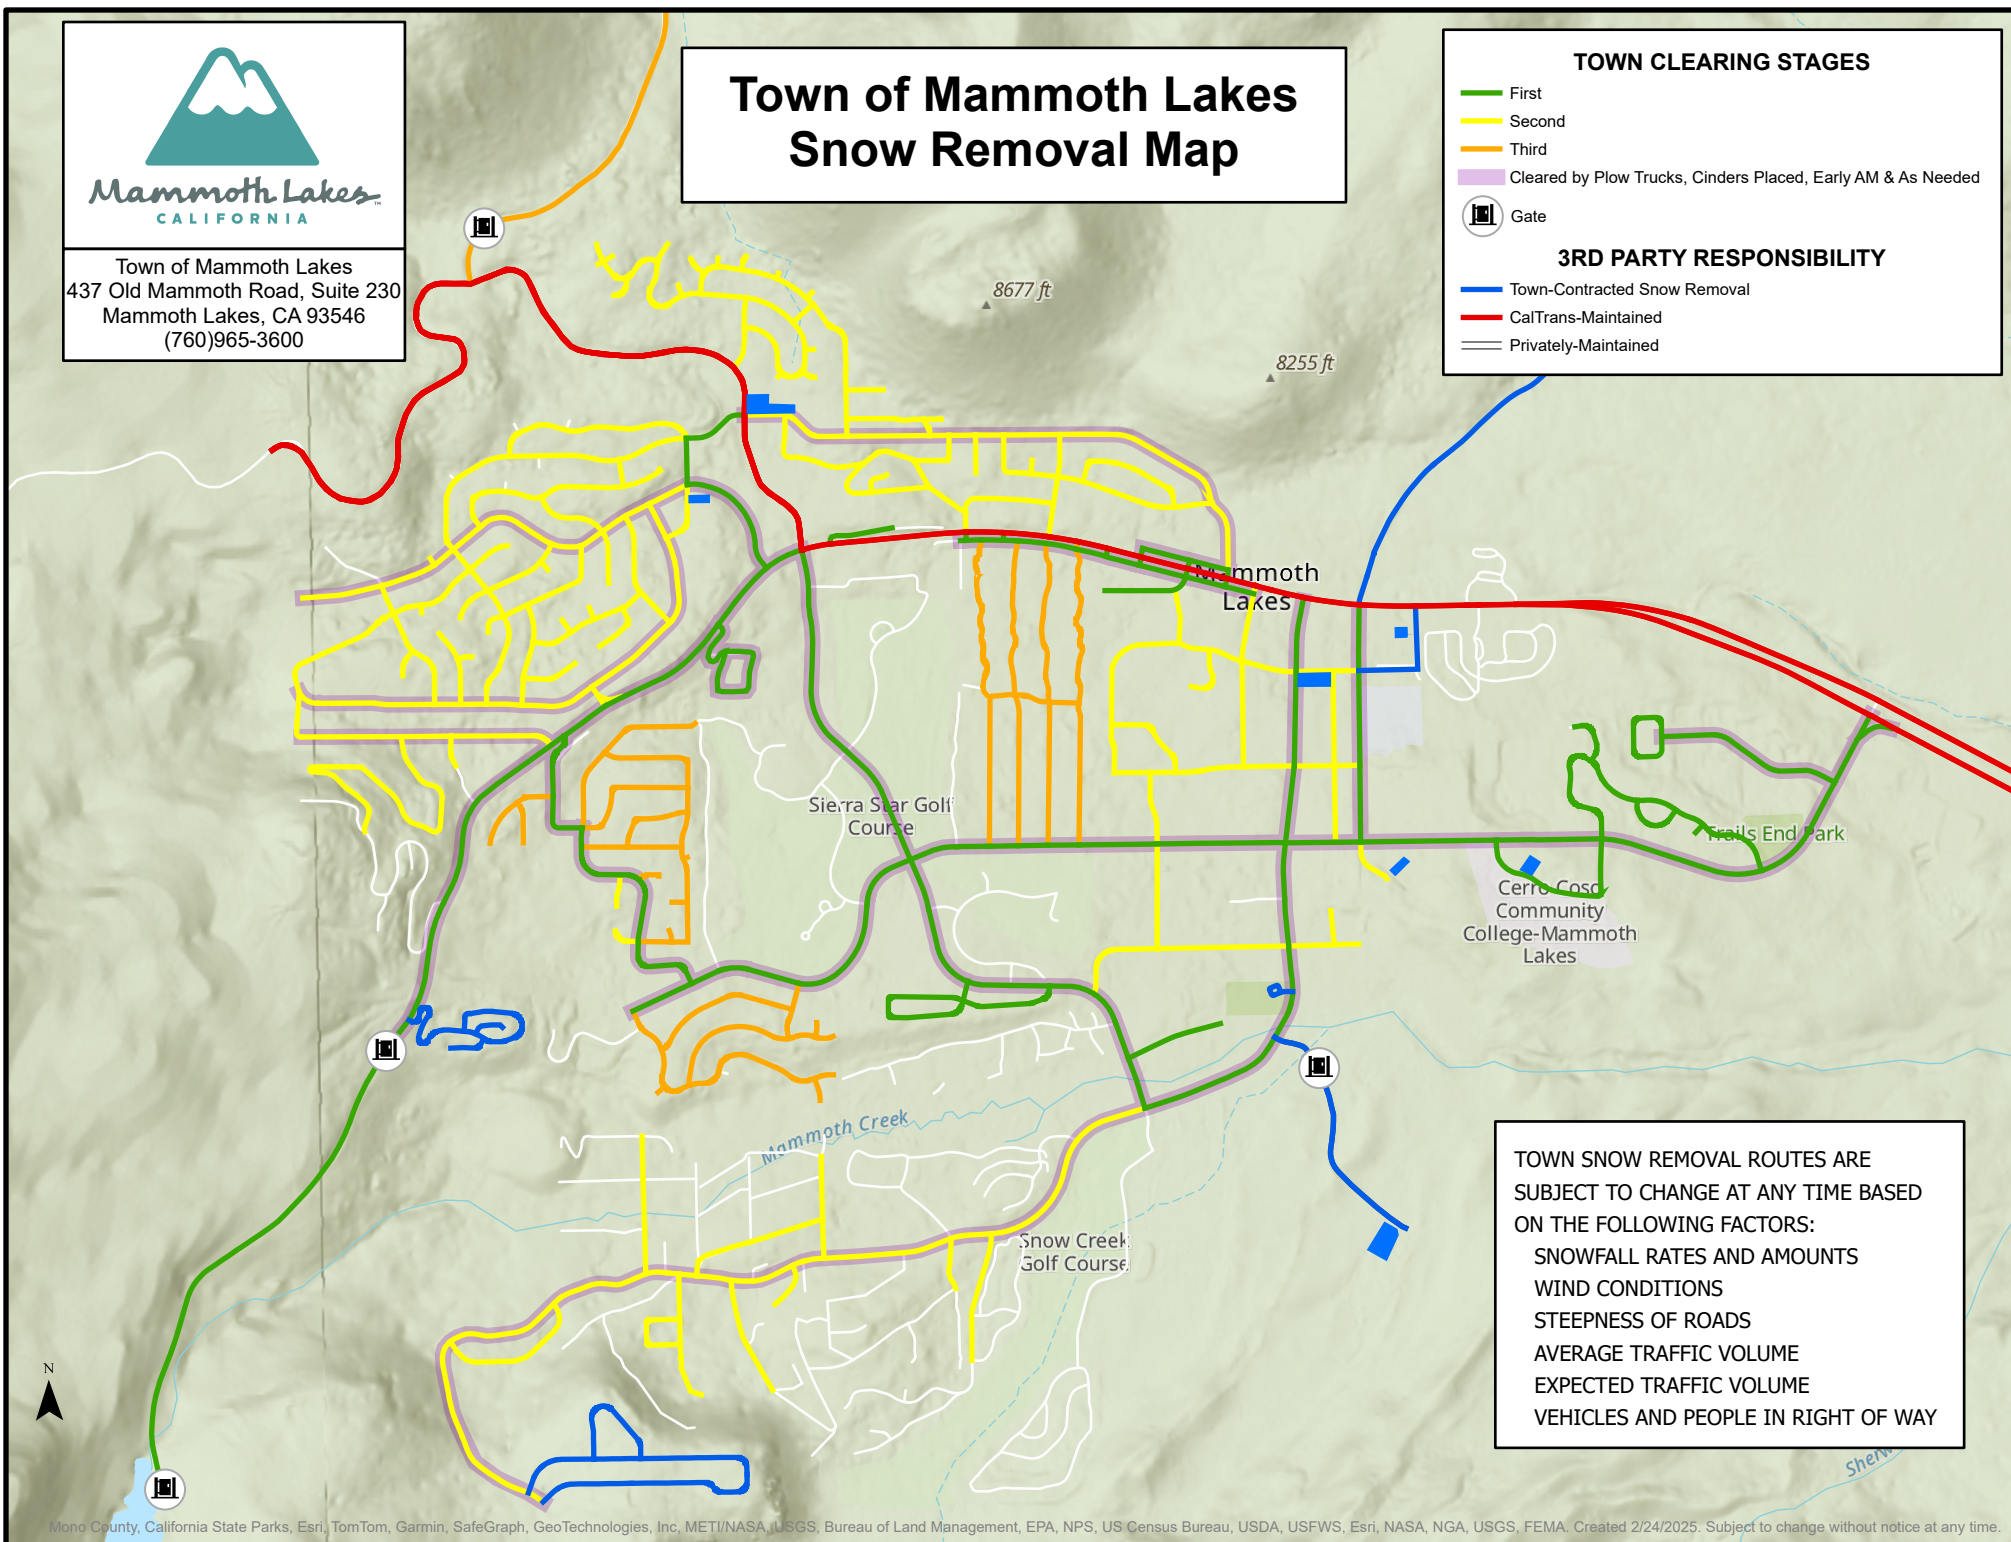 Mammoth Lakes™
CALIFORNIA
Town of Mammoth Lakes
437 Old Mammoth Road, Suite 230
Mammoth Lakes, CA 93546
(760)965-3600
Town of Mammoth Lakes
Snow Removal Map
TOWN CLEARING STAGES
First
Second
Third
Cleared by Plow Trucks, Cinders Placed, Early AM & As Needed
Gate
3RD PARTY RESPONSIBILITY
Town-Contracted Snow Removal
CalTrans-Maintained
Privately-Maintained
8677 ft
8255 ft
Mammoth
Lakes
Sierra Star Golf
Course
Trails End Park
Cerro Coso
Community
College-Mammoth
Lakes
Mammoth Creek
Snow Creek
Golf Course
TOWN SNOW REMOVAL ROUTES ARE
SUBJECT TO CHANGE AT ANY TIME BASED
ON THE FOLLOWING FACTORS:
SNOWFALL RATES AND AMOUNTS
WIND CONDITIONS
STEEPNESS OF ROADS
AVERAGE TRAFFIC VOLUME
EXPECTED TRAFFIC VOLUME
VEHICLES AND PEOPLE IN RIGHT OF WAY
N
Mono County, California State Parks, Esri, TomTom, Garmin, SafeGraph, GeoTechnologies, Inc, METI/NASA, USGS, Bureau of Land Management, EPA, NPS, US Census Bureau, USDA, USFWS, Esri, NASA, NGA, USGS, FEMA. Created 2/24/2025. Subject to change without notice at any time.